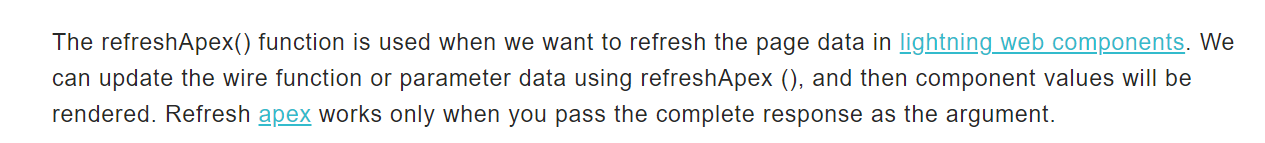 The refreshApex() function is used when we want to refresh the page data in lightning web components. We
can update the wire function or parameter data using refreshApex (), and then component values will be
rendered. Refresh apex works only when you pass the complete response as the argument.